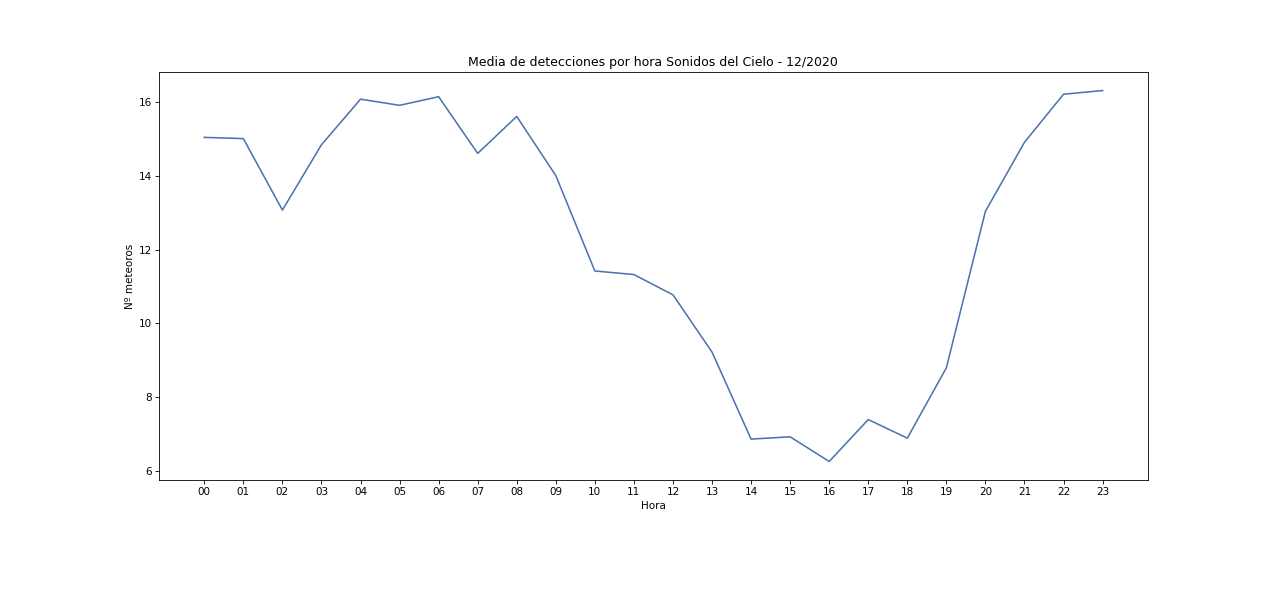 Media de detecciones por hora Sonidos del Cielo - 12/2020
16
14
12
10
8
6
Nº meteoros
00 01 02 03 04 05 06 07 08 09 10 11 12 13 14 15 16 17 18 19 20 21 22 23
Hora